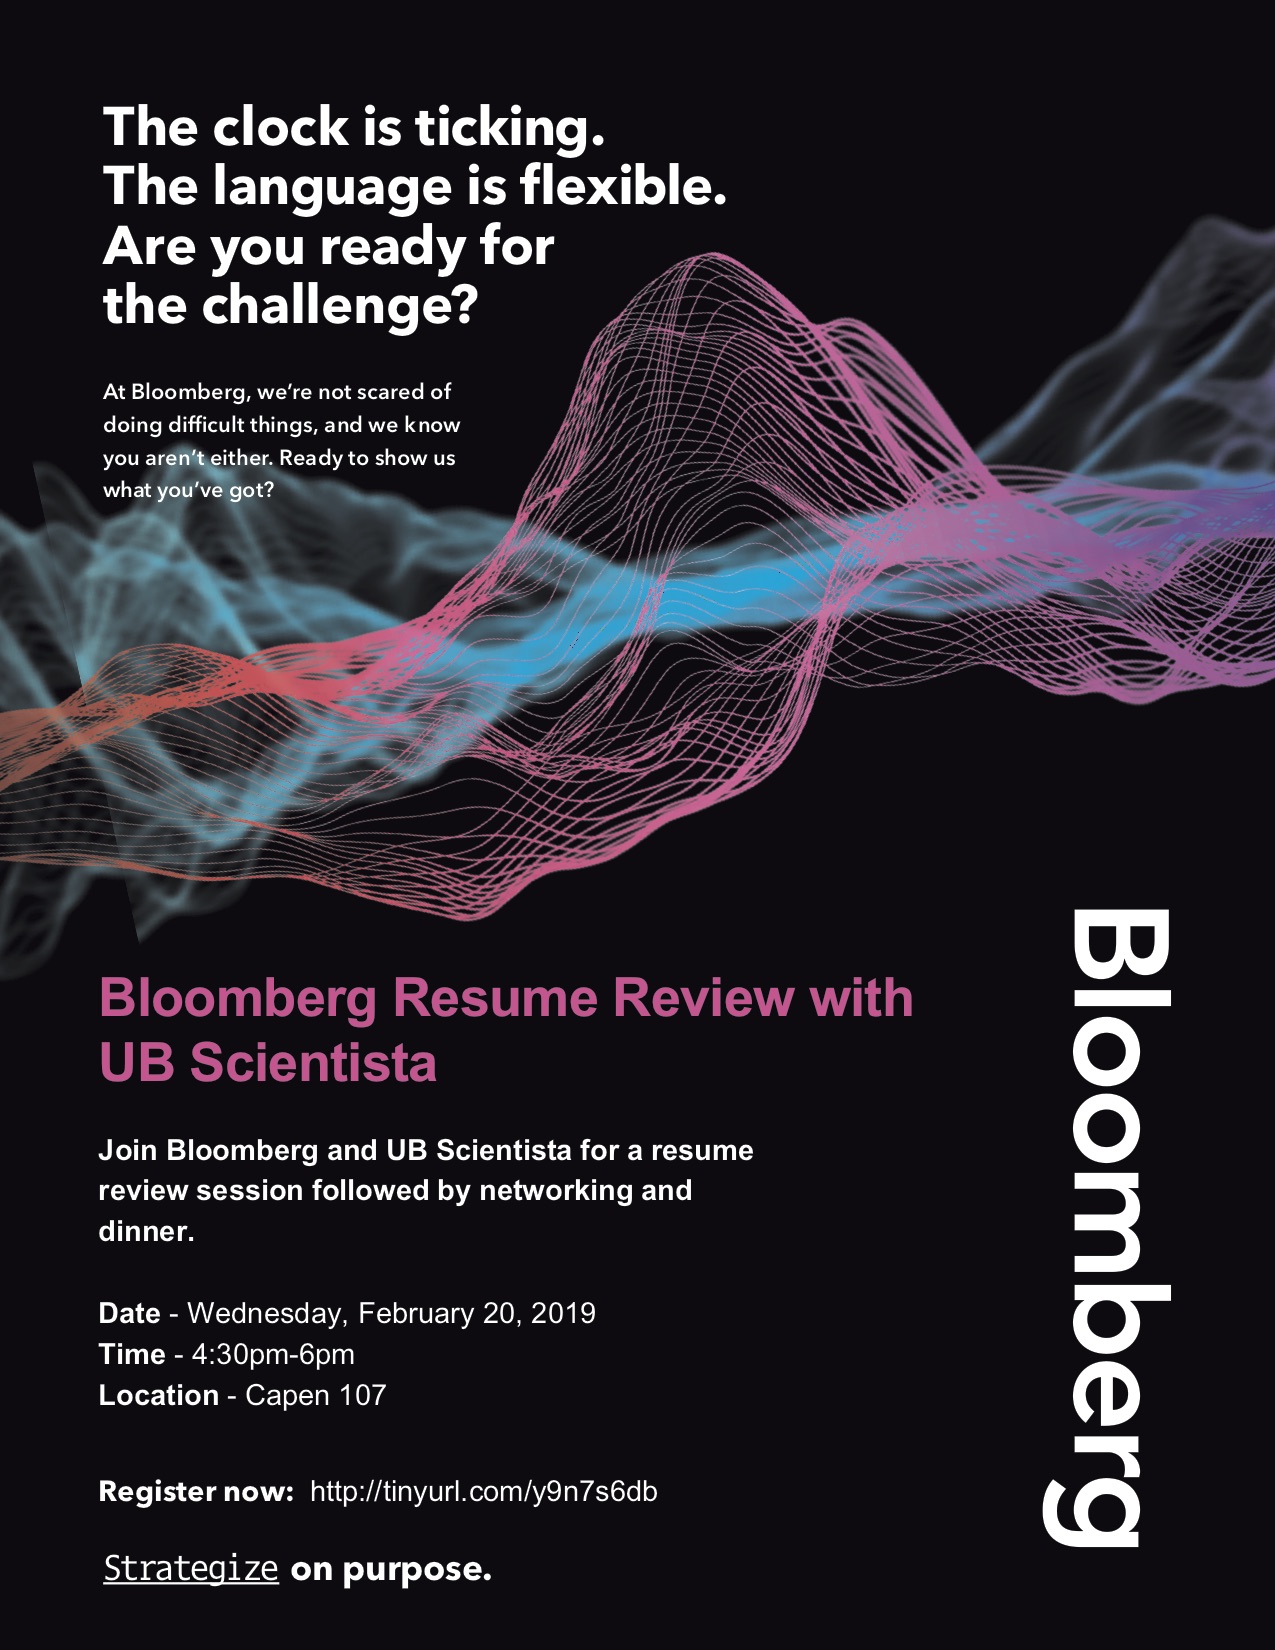 The clock is ticking.
The language is flexible.
Are you ready for
the challenge?
At Bloomberg, we’re not scared of
doing difficult things, and we know
you aren’t either. Ready to show us
what you’ve got?
Bloomberg Resume Review with
UB Scientista
Join Bloomberg and UB Scientista for a resume
review session followed by networking and
dinner.
Date - Wednesday, February 20, 2019
Time - 4:30pm-6pm
Location - Capen 107
Register now: http://tinyurl.com/y9n7s6db
Strategize on purpose.
Bloomberg